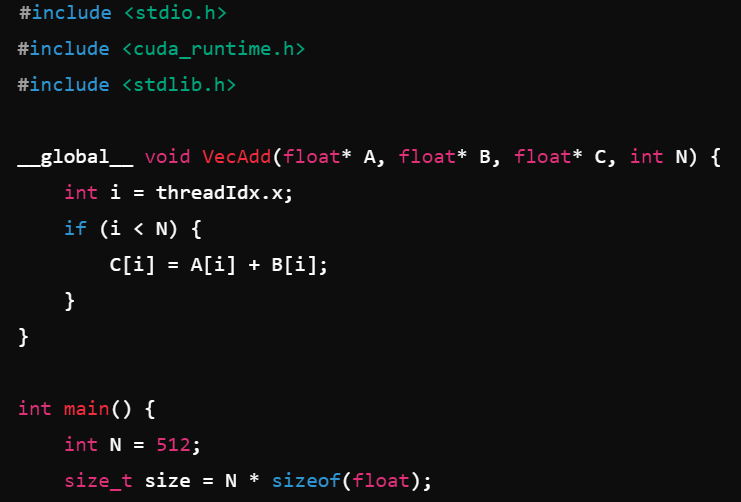 #include <stdio.h>
#include <cuda_runtime.h>
#include <stdlib.h>
__global__ void VecAdd(float* A, float* B, float* C, int N) {
    int i = threadIdx.x;
    if (i < N) {
        C[i] = A[i] + B[i];
    }
}
int main() {
    int N = 512;
    size_t size = N * sizeof(float);